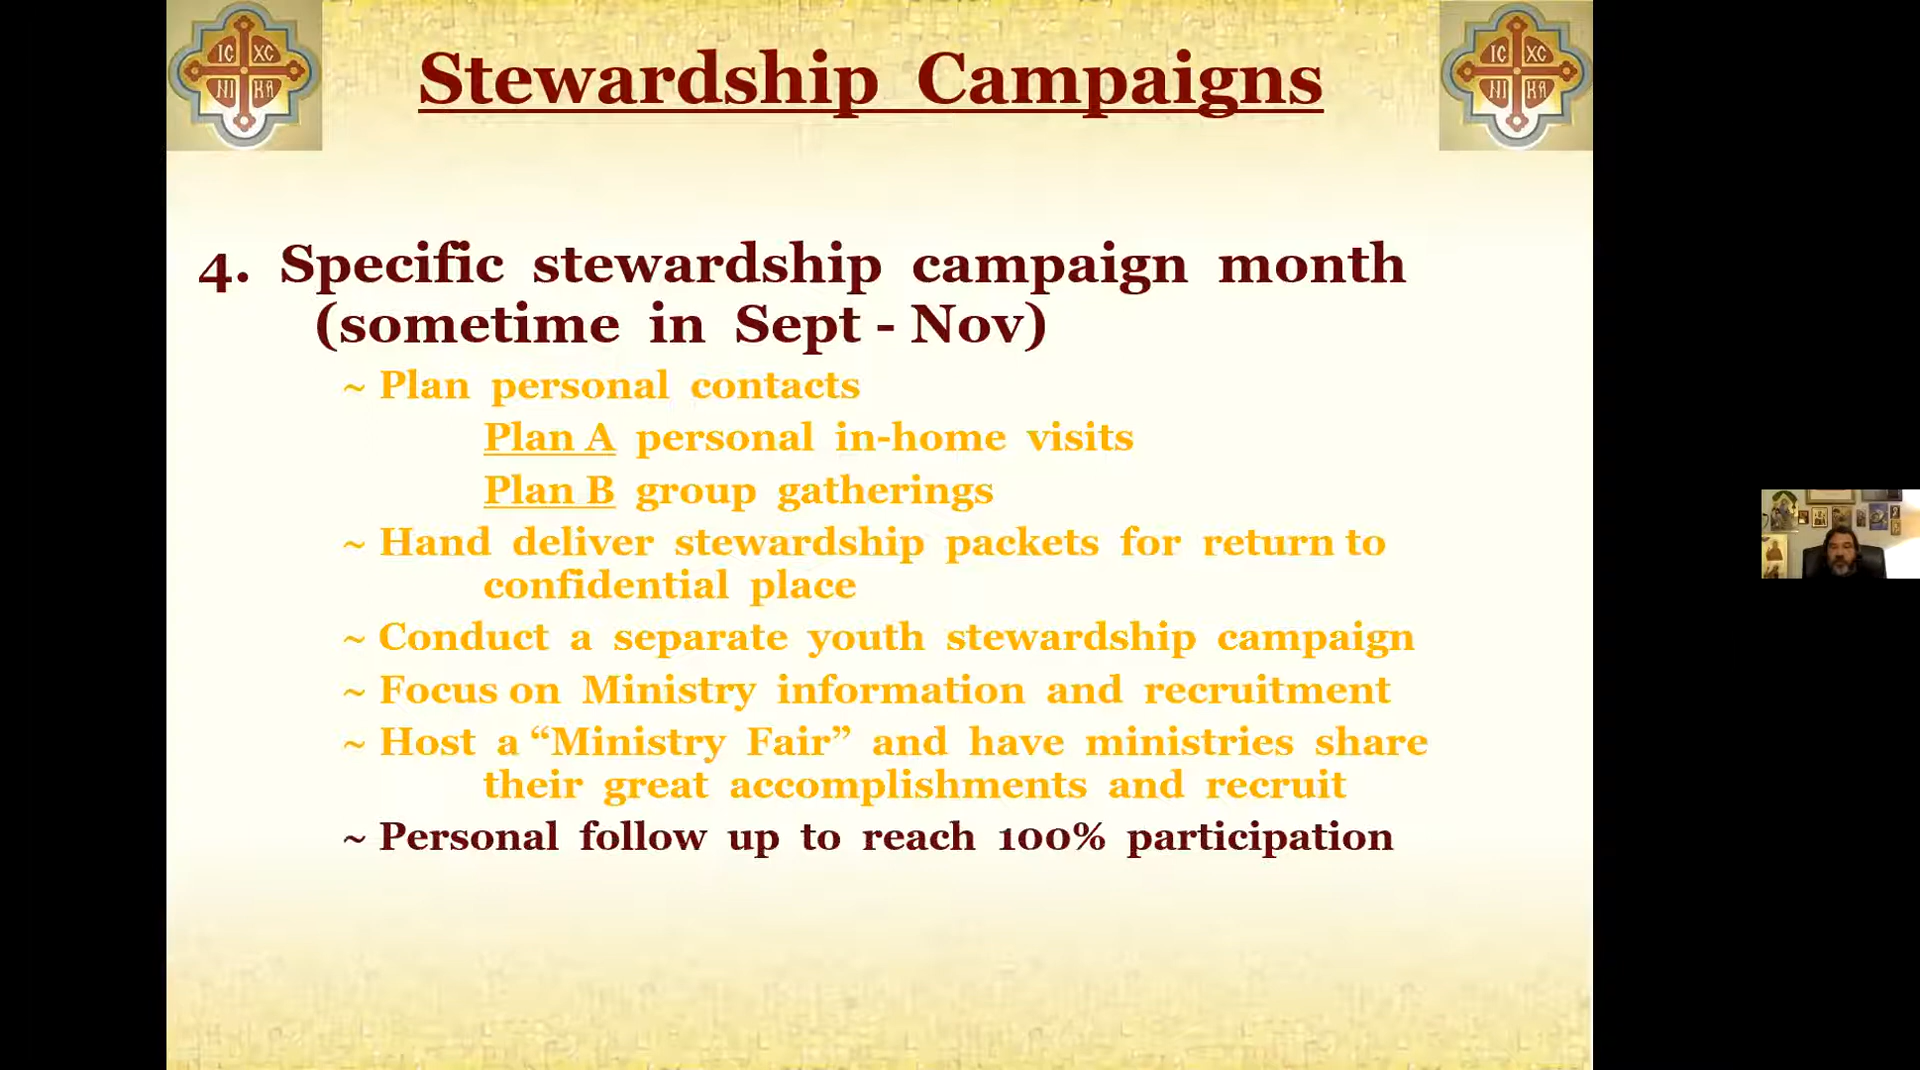 IC XC
NI KA
Stewardship Campaigns
IC XC
NI KA
4. Specific stewardship campaign month
(sometime in Sept - Nov)
~ Plan personal contacts
Plan A personal in-home visits
Plan B group gatherings
~ Hand deliver stewardship packets for return to
confidential place
~ Conduct a separate youth stewardship campaign
~ Focus on Ministry information and recruitment
~ Host a “Ministry Fair” and have ministries share
their great accomplishments and recruit
~ Personal follow up to reach 100% participation